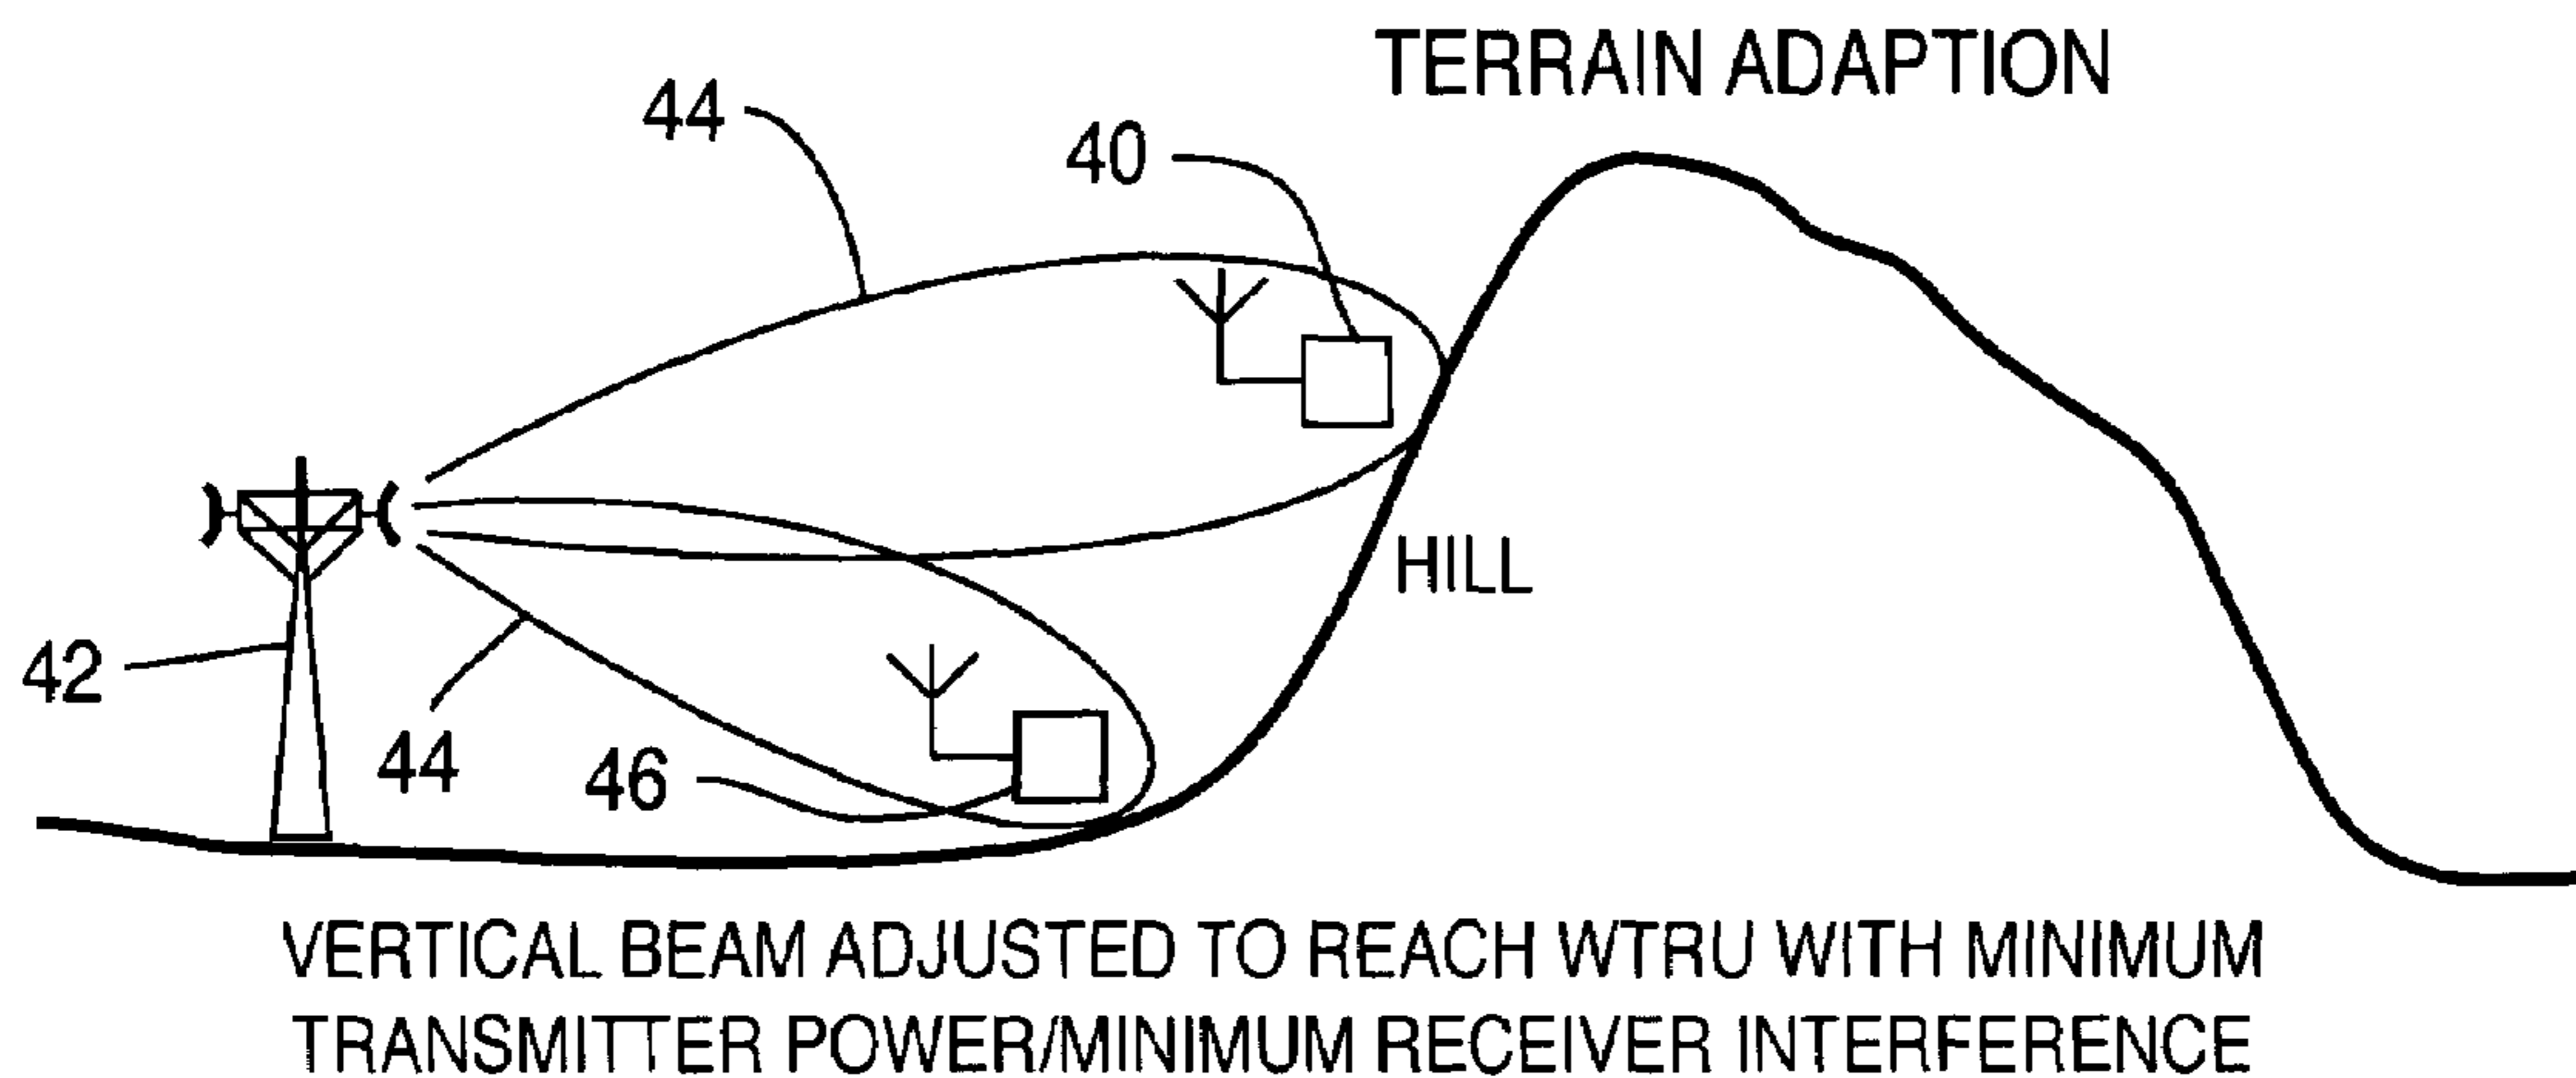 TERRAIN ADAPTION
44
40
HILL
42
44
46
VERTICAL BEAM ADJUSTED TO REACH WTRU WITH MINIMUM
TRANSMITTER POWER/MINIMUM RECEIVER INTERFERENCE